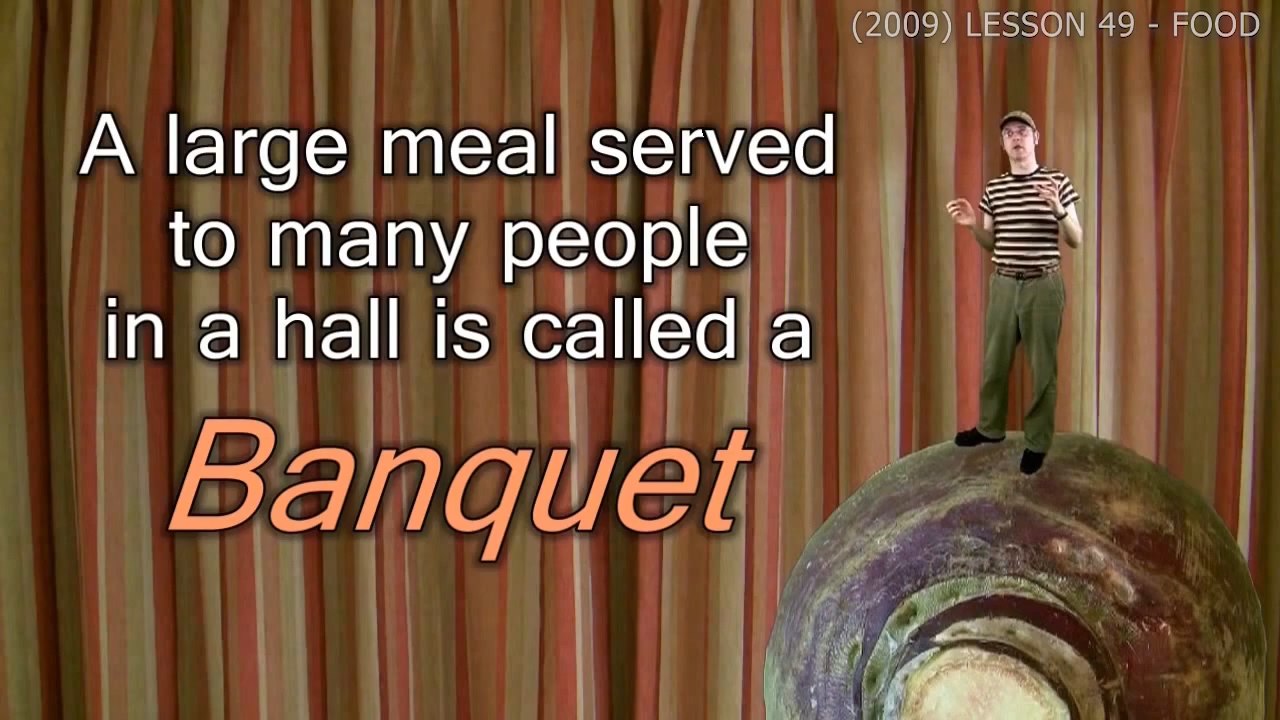 (2009) LESSON 49 - FOOD
A large meal served
to many people
in a hall is called a
Banquet